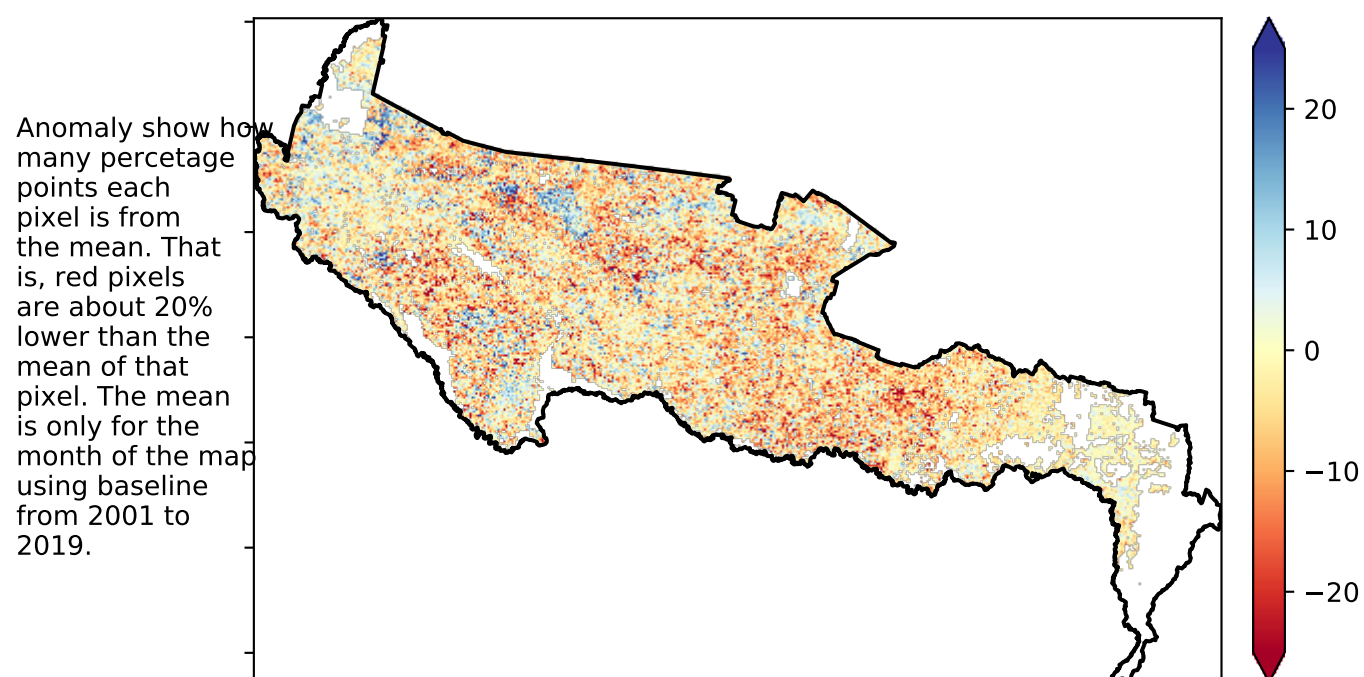 Anomaly show how
many percetage
points each
pixel is from
the mean. That
is, red pixels
are about 20%
lower than the
mean of that
pixel. The mean
is only for the
month of the map
using baseline
from 2001 to
2019.
20
10
0
−10
−20